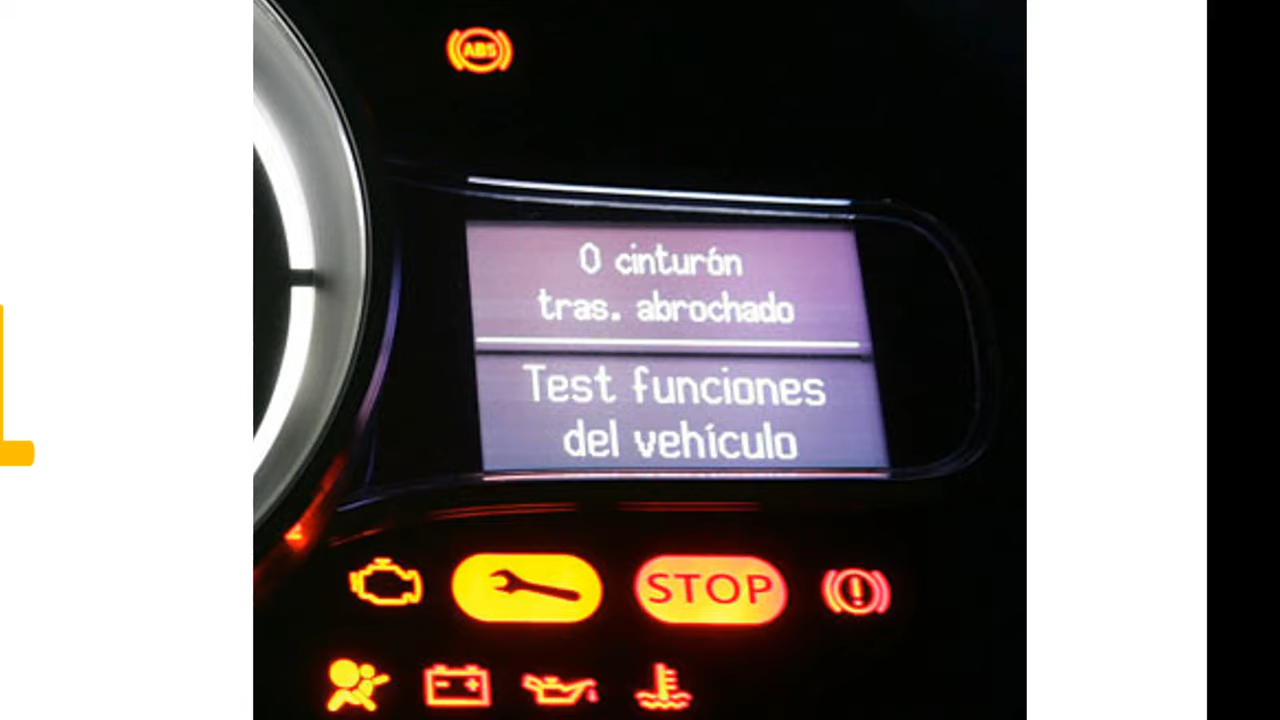 ABS
0 cinturón
tras. abrochado
Test funciones
del vehículo
STOP